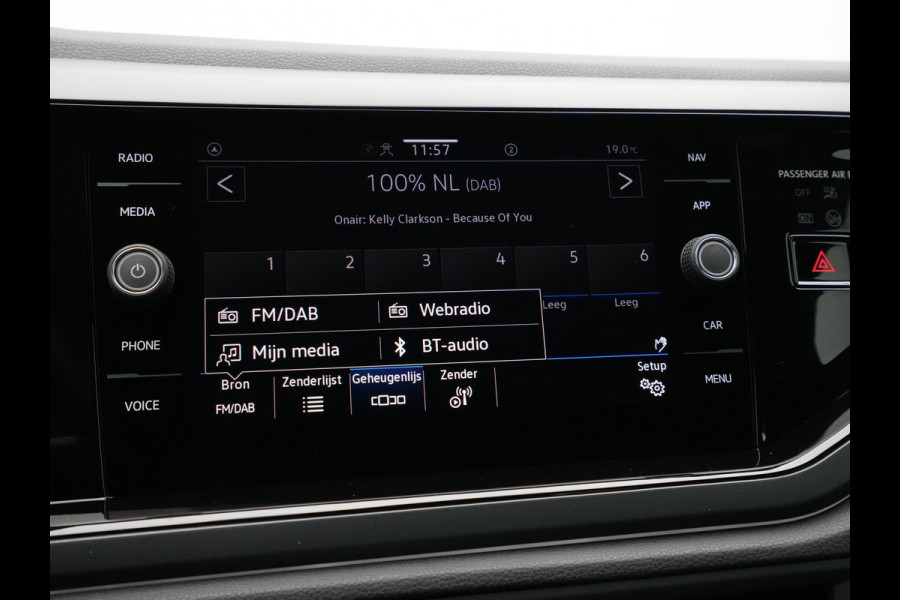 RADIO
MEDIA
PHONE
VOICE
11:57
2
19.0°C
< 100% NL (DAB) >
Onair: Kelly Clarkson - Because Of You
1 2 3 4 5 6
Leeg Leeg
FM/DAB Webradio
Mijn media BT-audio
Bron Zenderlijst Geheugenlijs Zender Setup
FM/DAB
NAV
APP
CAR
MENU
PASSENGER AIR
OFF